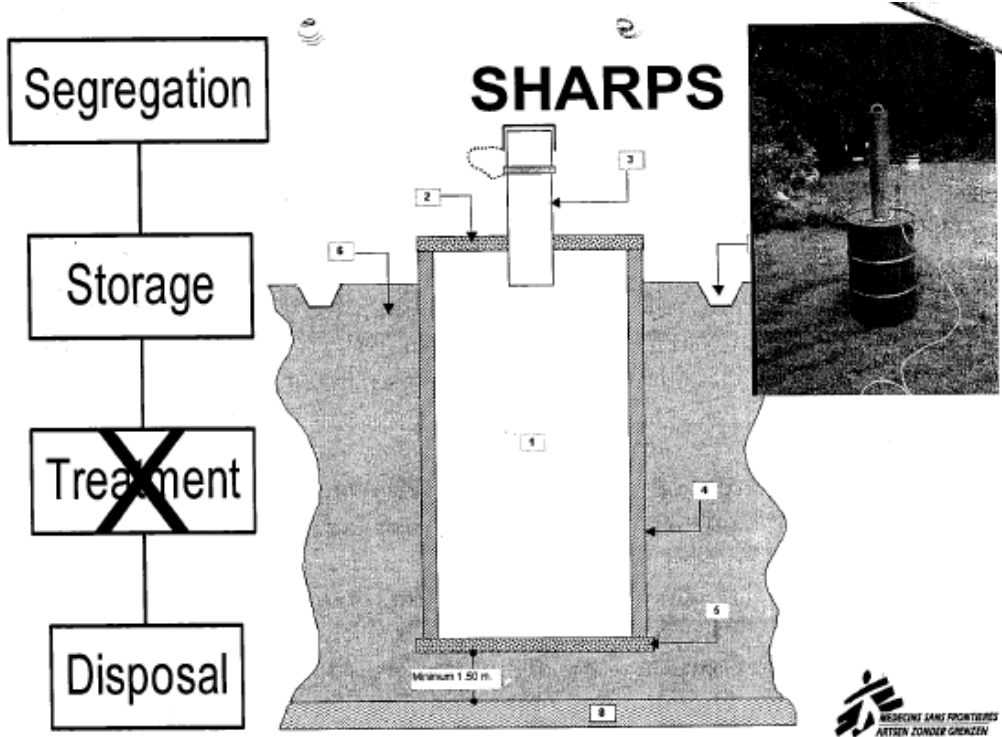 Segregation
Storage
Treatment
Disposal
SHARPS
3
2
6
1
4
5
Minimum 1.50 m.
8
MEDECINS SANS FRONTIERES
ARTSEN ZONDER GRENZEN